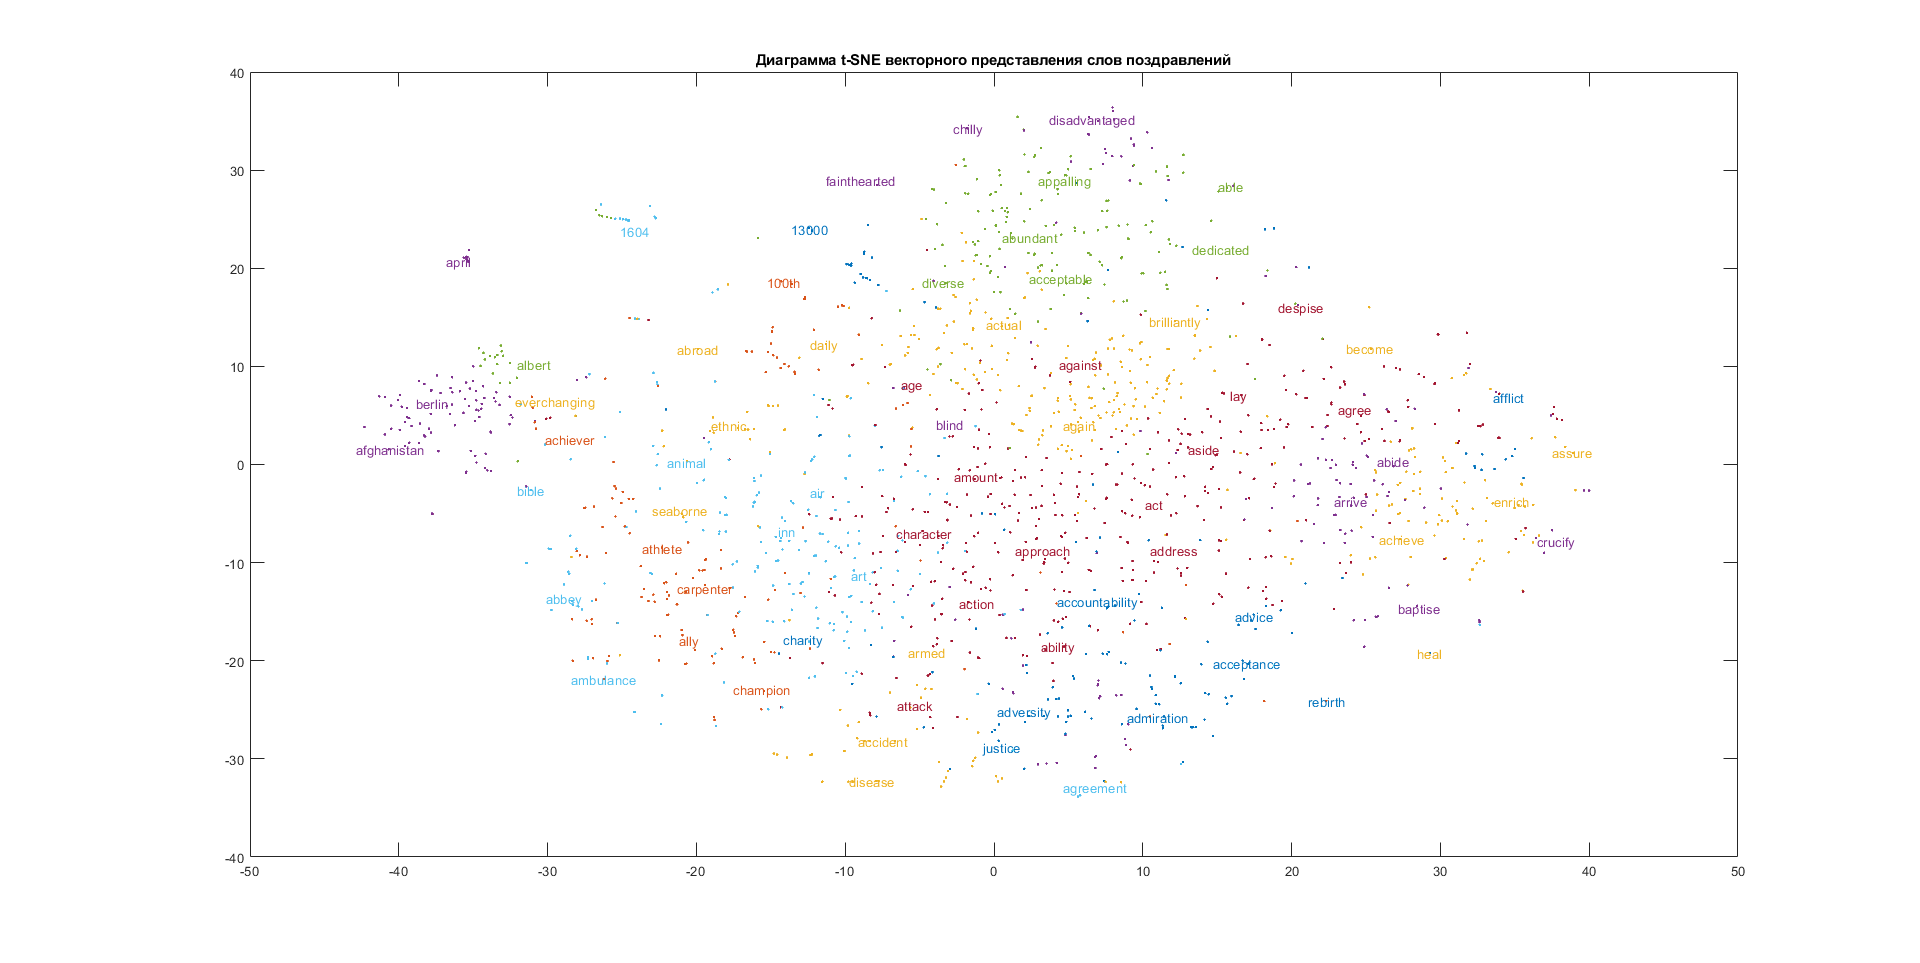 Диаграмма t-SNE векторного представления слов поздравлений
40
disadvantaged
chilly
30
fainthearted
appalling
able
1604
13000
abundant
dedicated
april
20
100th
diverse
acceptable
despise
actual
brilliantly
abroad
daily
become
10
albert
against
age
lay
afflict
berlin
overchanging
agree
ethnic
blind
again
achiever
afghanistan
aside
assure
0
animal
abide
amount
bible
air
arrive
enrich
act
seaborne
inn
character
achieve
crucify
athlete
approach
address
-10
art
carpenter
abbey
action
accountability
baptise
advice
ally
charity
ability
armed
heal
-20
acceptance
ambulance
champion
rebirth
attack
adversity
admiration
accident
justice
-30
disease
agreement
-40
-50 -40 -30 -20 -10 0 10 20 30 40 50